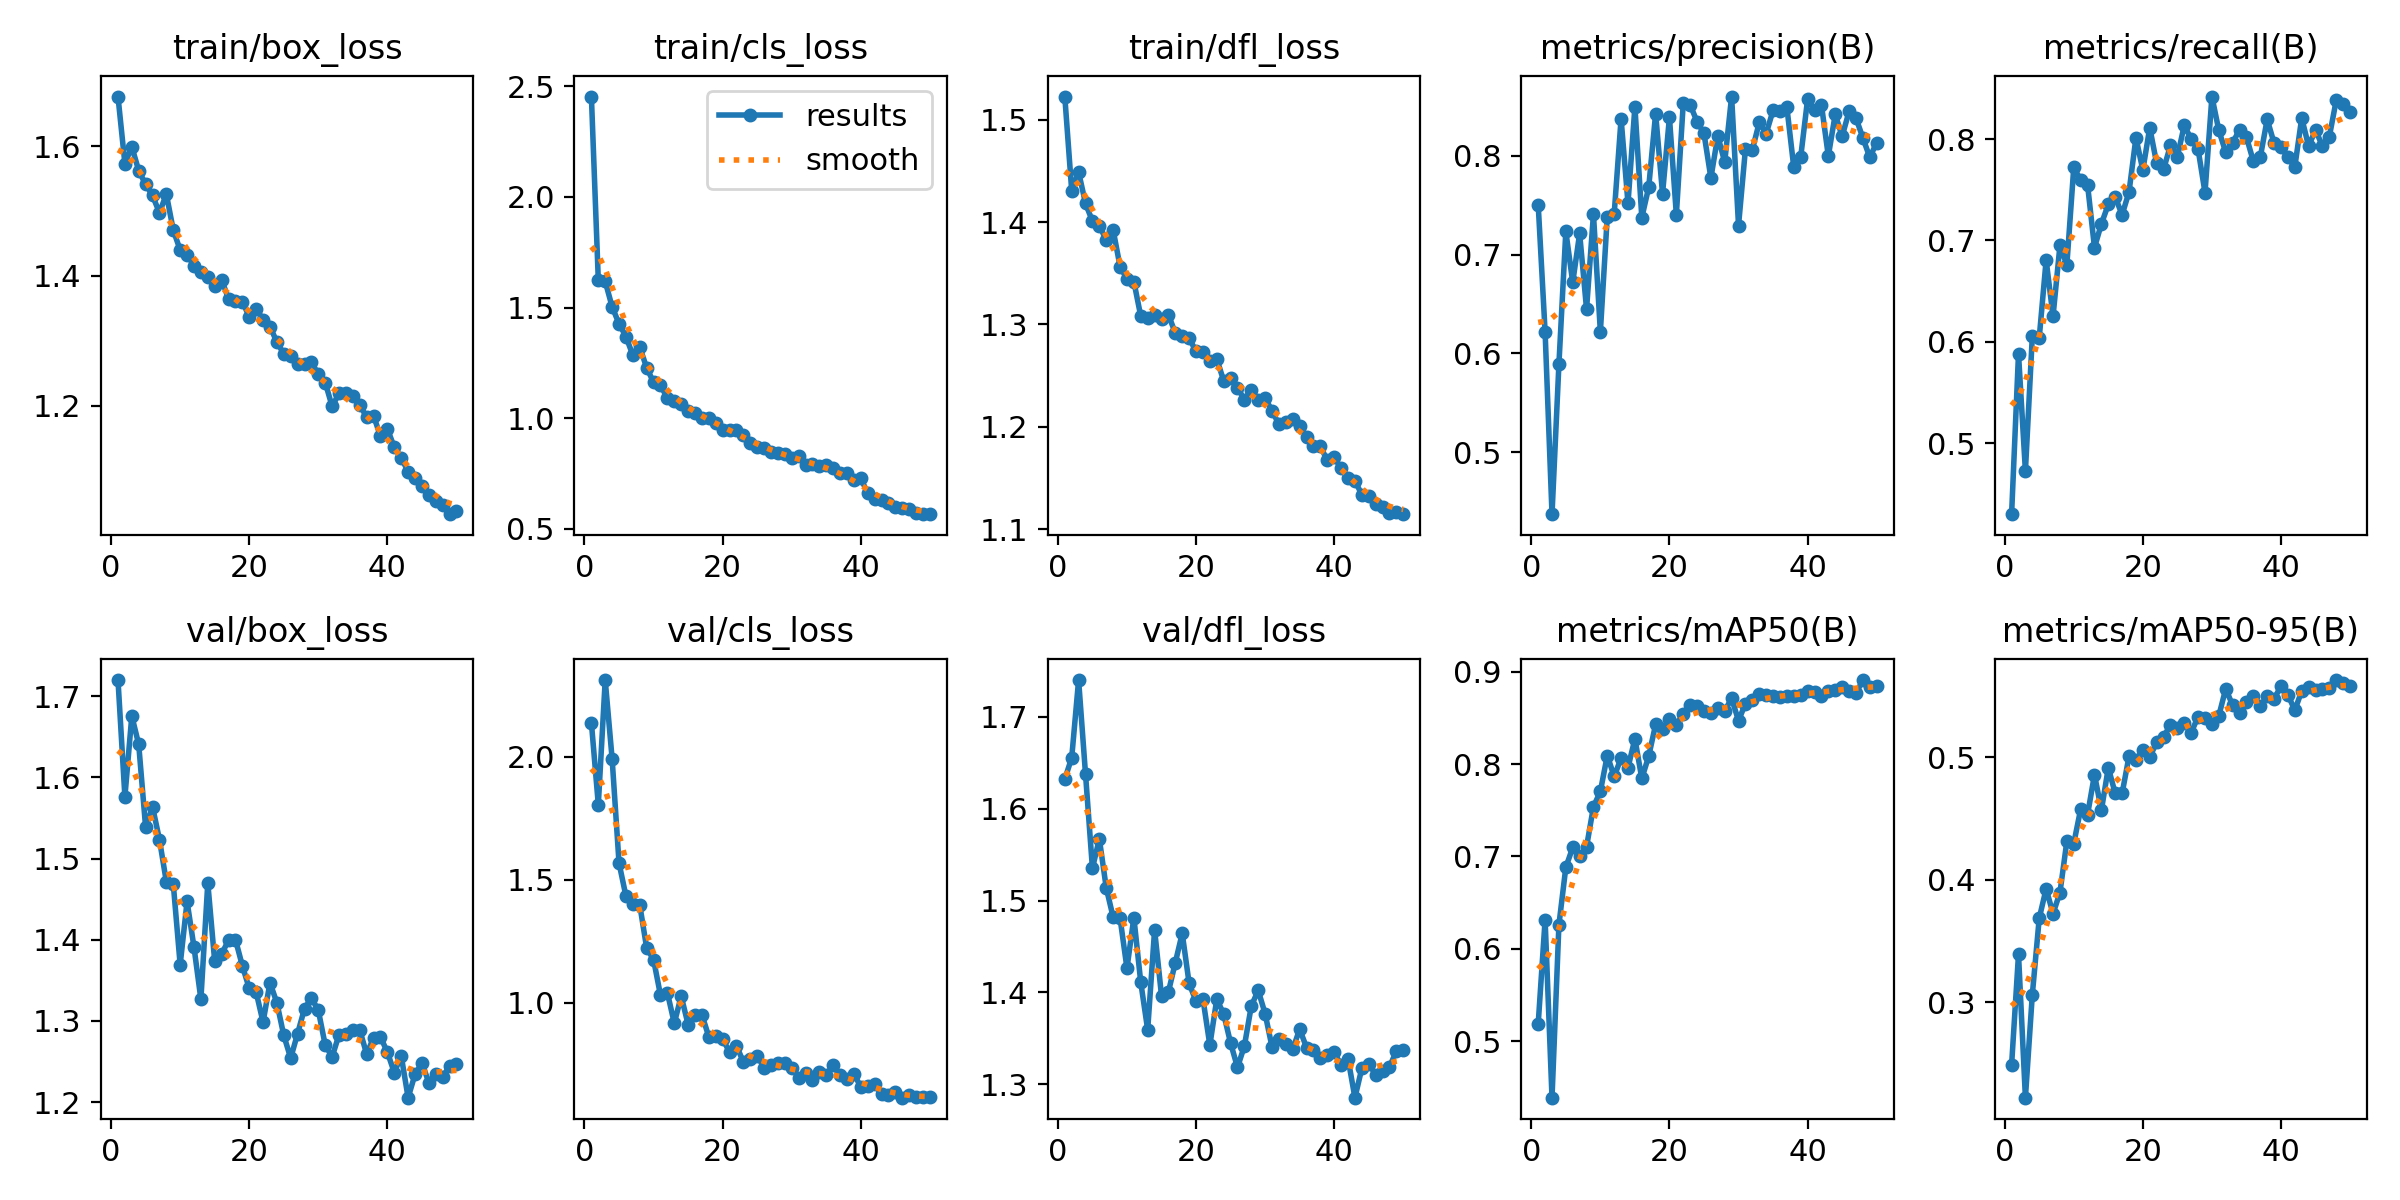 train/box_loss
train/cls_loss
train/dfl_loss
metrics/precision(B)
metrics/recall(B)
1.6
1.4
1.2
0 20 40
2.5
2.0
1.5
1.0
0.5
0 20 40
results
smooth
1.5
1.4
1.3
1.2
1.1
0 20 40
0.8
0.7
0.6
0.5
0 20 40
0.8
0.7
0.6
0.5
0 20 40
val/box_loss
val/cls_loss
val/dfl_loss
metrics/mAP50(B)
metrics/mAP50-95(B)
1.7
1.6
1.5
1.4
1.3
1.2
0 20 40
2.0
1.5
1.0
0 20 40
1.7
1.6
1.5
1.4
1.3
0 20 40
0.9
0.8
0.7
0.6
0.5
0 20 40
0.5
0.4
0.3
0 20 40